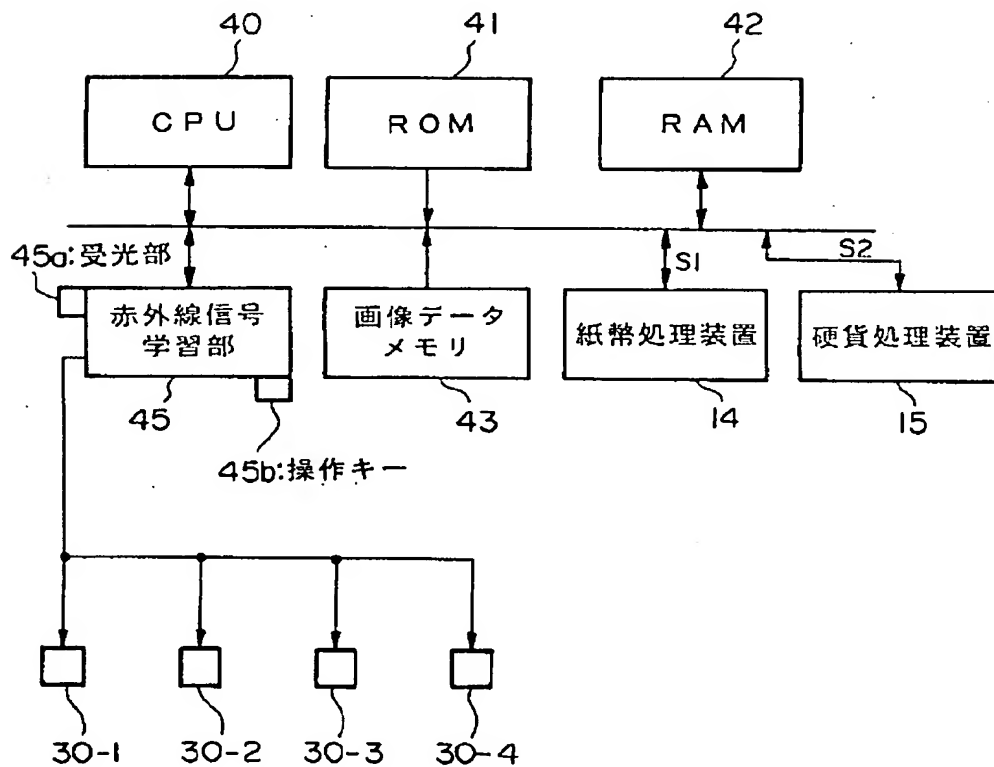 40
41
42
CPU
ROM
RAM
45a:受光部
S1
S2
赤外線信号
学習部
画像データ
メモリ
紙幣処理装置
硬貨処理装置
45
43
14
15
45b:操作キー
30-1
30-2
30-3
30-4